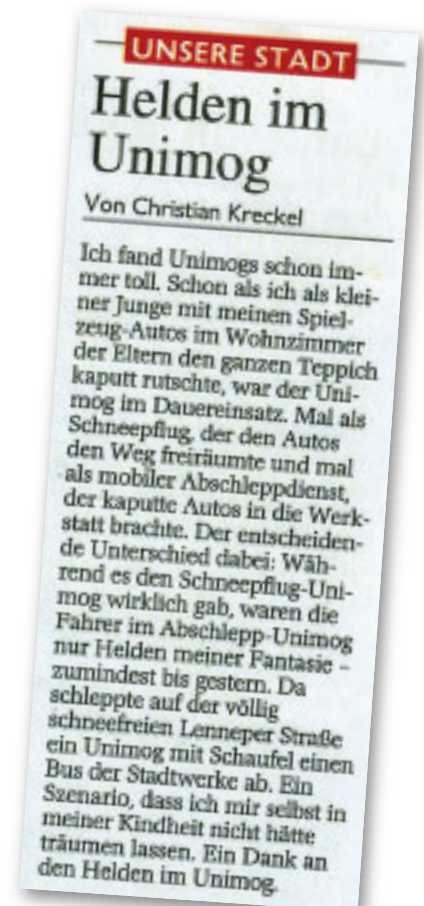 UNSERE STADT
Helden im
Unimog
Von Christian Kreckel
Ich fand Unimogs schon im-
mer toll. Schon als ich als klei-
ner Junge mit meinen Spiel-
zeug-Autos im Wohnzimmer
der Eltern den ganzen Teppich
kaputt rutschte, war der Uni-
mog im Dauereinsatz. Mal als
Schneepflug, der den Autos
den Weg freiräumte und mal
als mobiler Abschleppdienst,
der kaputte Autos in die Werk-
statt brachte. Der entscheiden-
de Unterschied dabei: Wäh-
rend es den Schneepflug-Uni-
mog wirklich gab, waren die
Fahrer im Abschlepp-Unimog
nur Helden meiner Fantasie –
zumindest bis gestern. Da
schleppte auf der völlig
schneefreien Lenneper Straße
ein Unimog mit Schaufel einen
Bus der Stadtwerke ab. Ein
Szenario, dass ich mir selbst in
meiner Kindheit nicht hätte
träumen lassen. Ein Dank an
den Helden im Unimog.